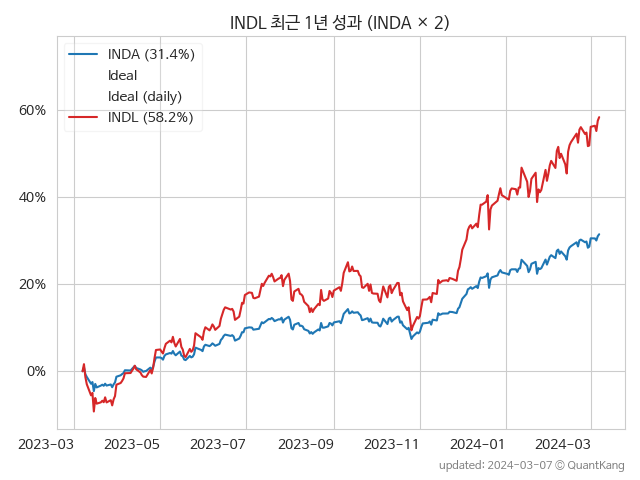 INDL 최근 1년 성과 (INDA × 2)
INDA (31.4%)
Ideal
Ideal (daily)
INDL (58.2%)
60%
40%
20%
0%
2023-03 2023-05 2023-07 2023-09 2023-11 2024-01 2024-03
updated: 2024-03-07 © QuantKang